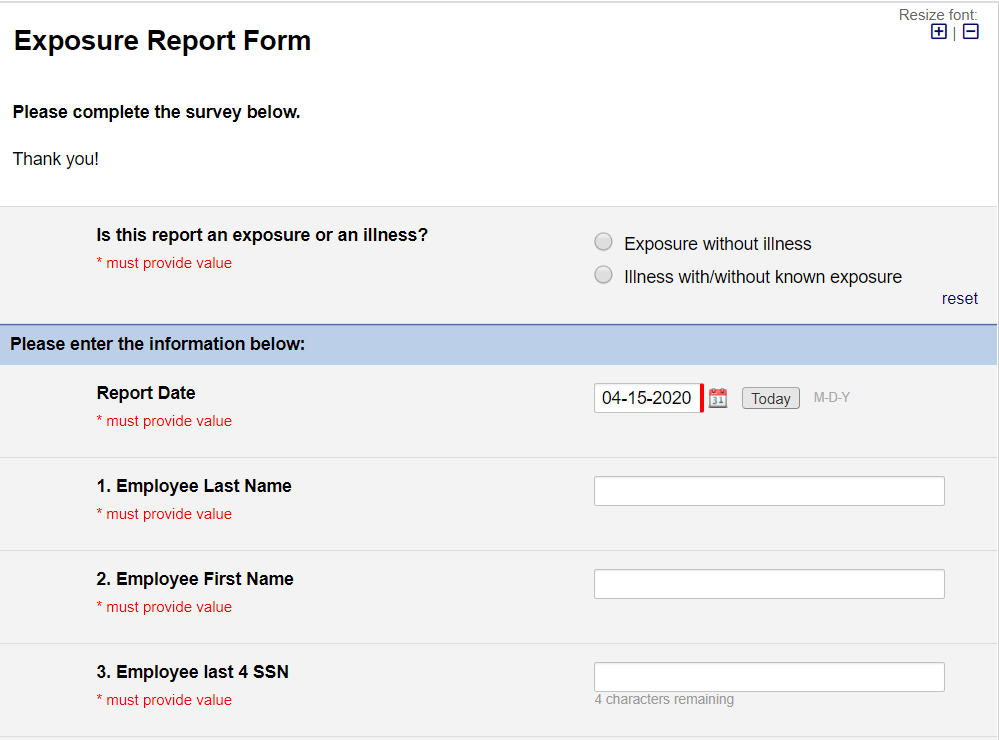 Resize font:
Exposure Report Form
+ | −
Please complete the survey below.
Thank you!
Is this report an exposure or an illness?
* must provide value
Exposure without illness
Illness with/without known exposure
reset
Please enter the information below:
Report Date
* must provide value
04-15-2020 31 Today M-D-Y
1. Employee Last Name
* must provide value
2. Employee First Name
* must provide value
3. Employee last 4 SSN
* must provide value
4 characters remaining